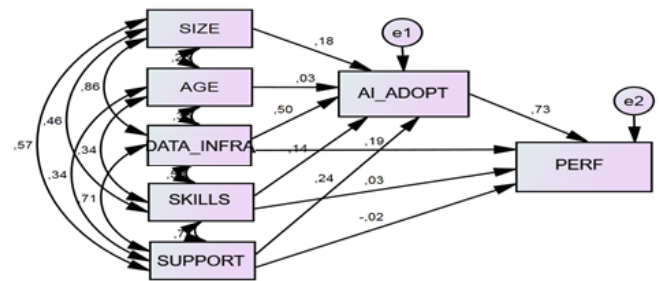 SIZE
e1
,18
AGE
,03
AI_ADOPT
,86
,50
,73
e2
,46
,57
DATA_INFRA
,19
,34
,14
PERF
,34
,24
,03
,71
SKILLS
-,02
SUPPORT